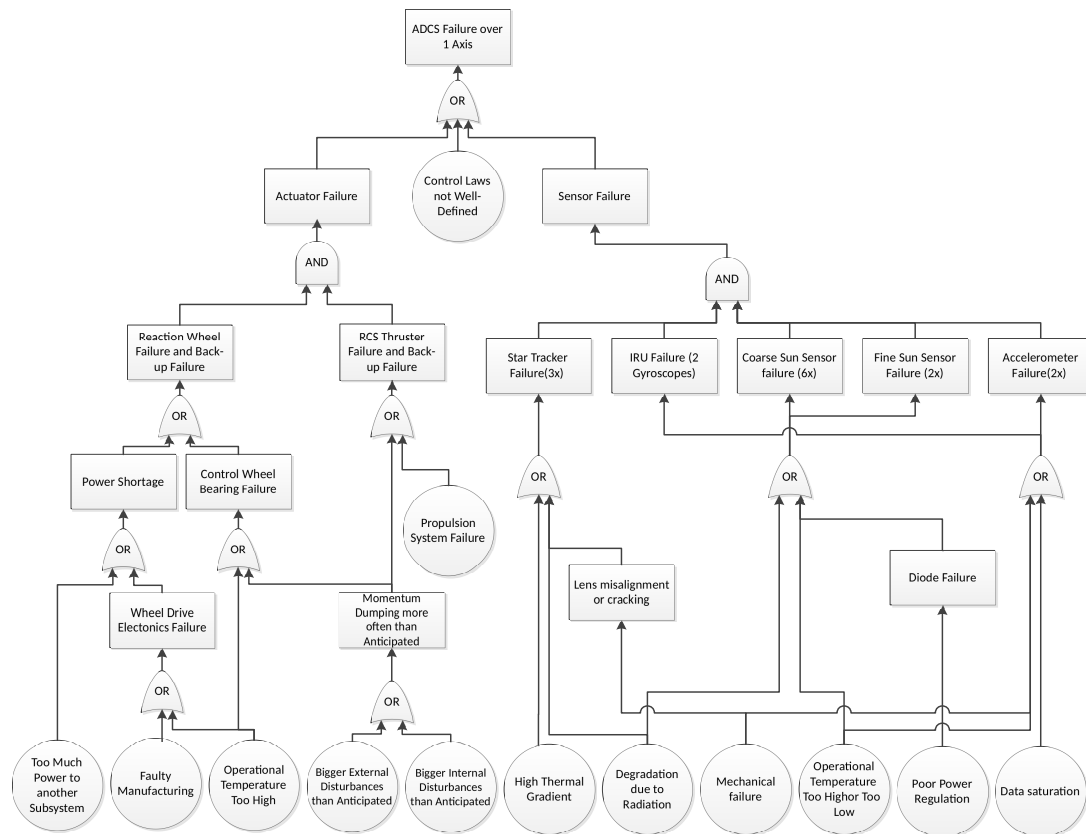 ADCS Failure over
1 Axis
OR
Actuator Failure
Control Laws
not Well-
Defined
Sensor Failure
AND
AND
Reaction Wheel
Failure and Back-
up Failure
RCS Thruster
Failure and Back-
up Failure
Star Tracker
Failure(3x)
IRU Failure (2
Gyroscopes)
Coarse Sun Sensor
failure (6x)
Fine Sun Sensor
Failure (2x)
Accelerometer
Failure(2x)
OR
OR
Power Shortage
Control Wheel
Bearing Failure
OR
OR
OR
Propulsion
System Failure
OR
OR
Lens misalignment
or cracking
Diode Failure
Wheel Drive
Electonics Failure
Momentum
Dumping more
often than
Anticipated
OR
OR
Too Much
Power to
another
Subsystem
Faulty
Manufacturing
Operational
Temperature
Too High
Bigger External
Disturbances
than Anticipated
Bigger Internal
Disturbances
than Anticipated
High Thermal
Gradient
Degradation
due to
Radiation
Mechanical
failure
Operational
Temperature
Too Highor Too
Low
Poor Power
Regulation
Data saturation